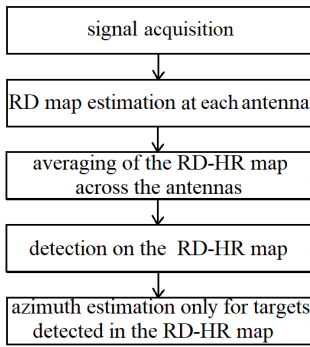 signal acquisition
RD map estimation at each antenna
averaging of the RD-HR map
across the antennas
detection on the RD-HR map
azimuth estimation only for targets
detected in the RD-HR map